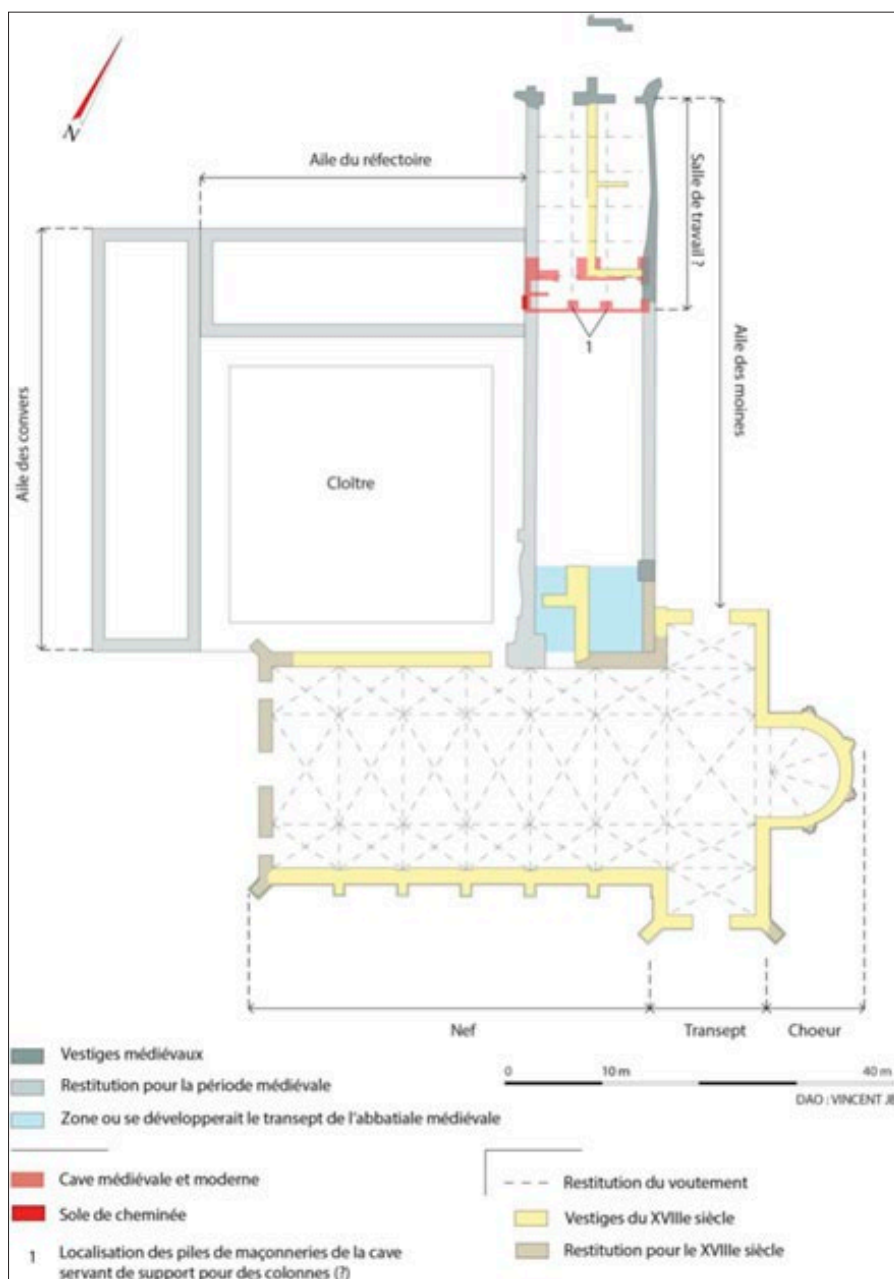 N
Aile du réfectoire
Salle de travail ?
1
Aile des moines
Aile des convers
Cloître
Nef
Transept
Choeur
Vestiges médiévaux
Restitution pour la période médiévale
Zone ou se développerait le transept de l'abbatiale médiévale
0 10 m 40 m
DAO : VINCENT
Cave médiévale et moderne
Sole de cheminée
1 Localisation des piles de maçonneries de la cave
servant de support pour des colonnes (?)
Restitution du voutement
Vestiges du XVIIIe siècle
Restitution pour le XVIIIe siècle